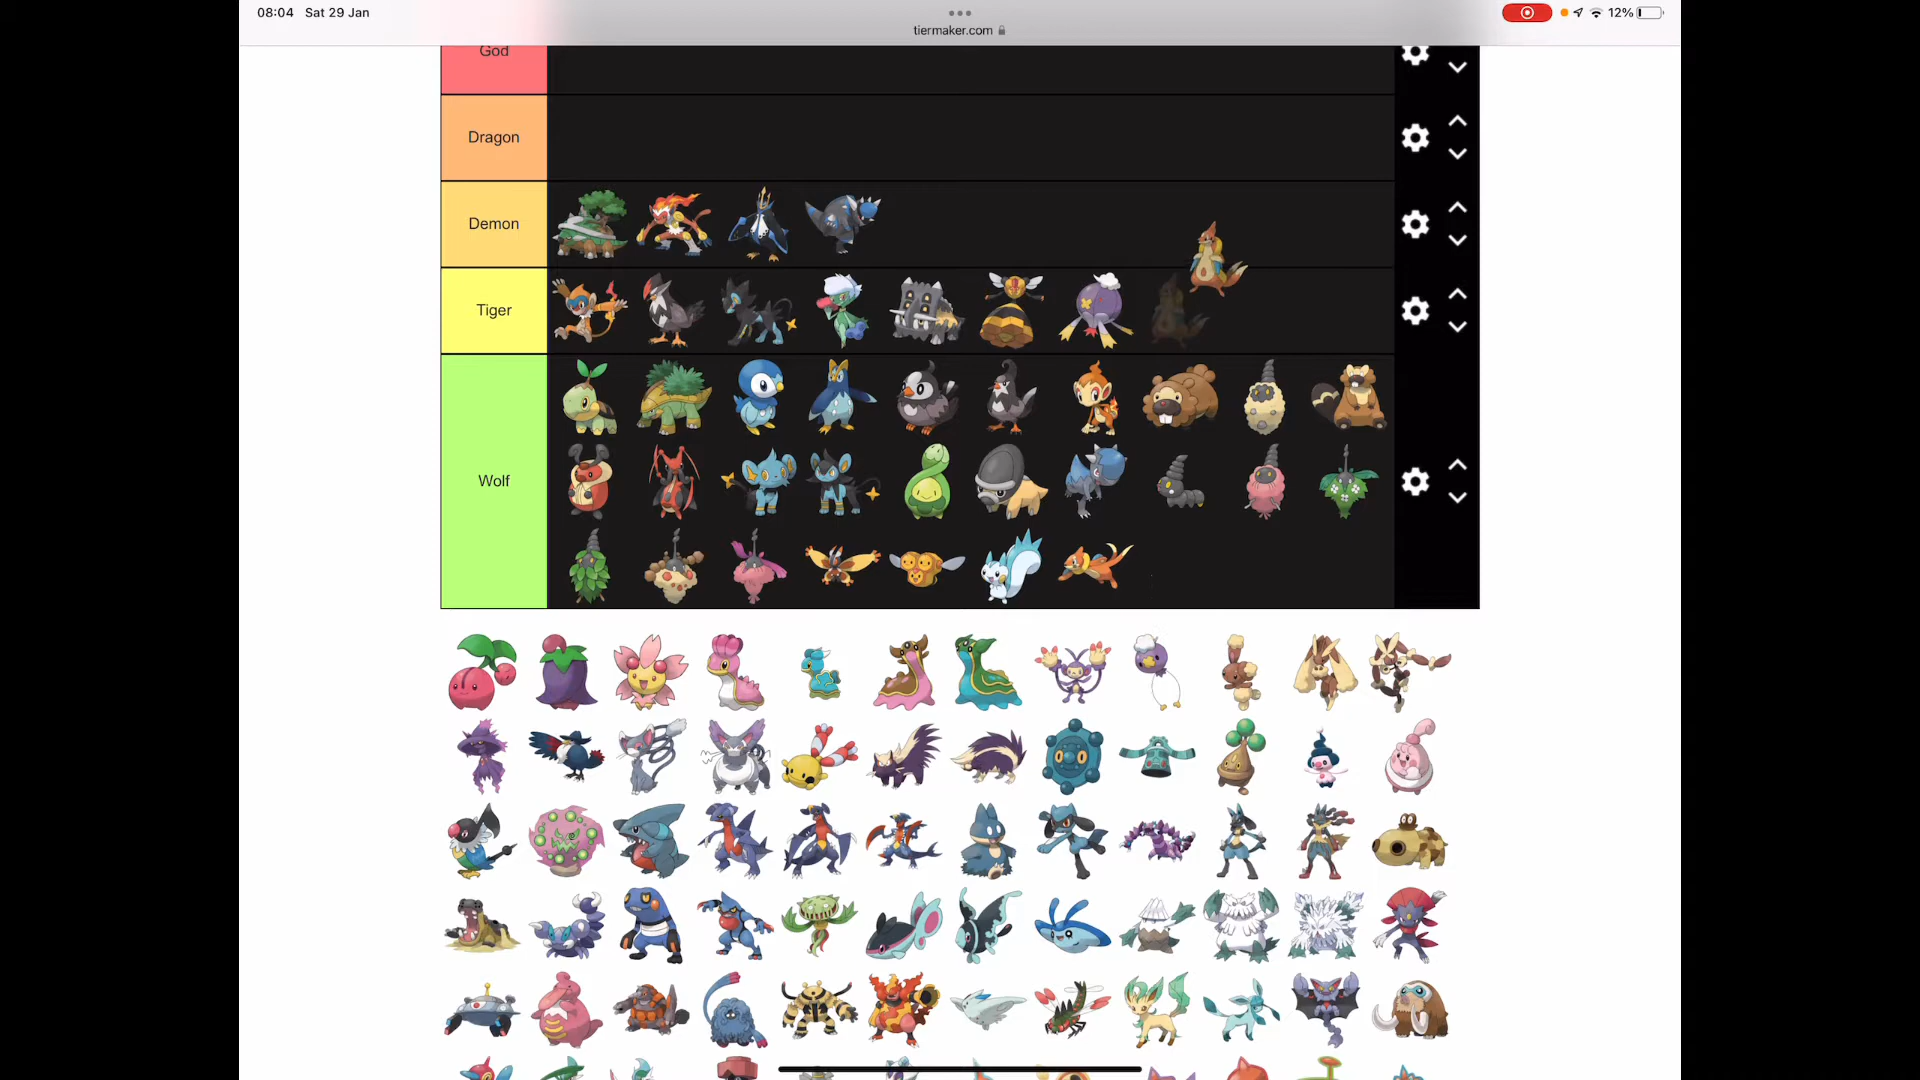 08:04 Sat 29 Jan
12%
tiermaker.com
God
Dragon
Demon
Tiger
Wolf